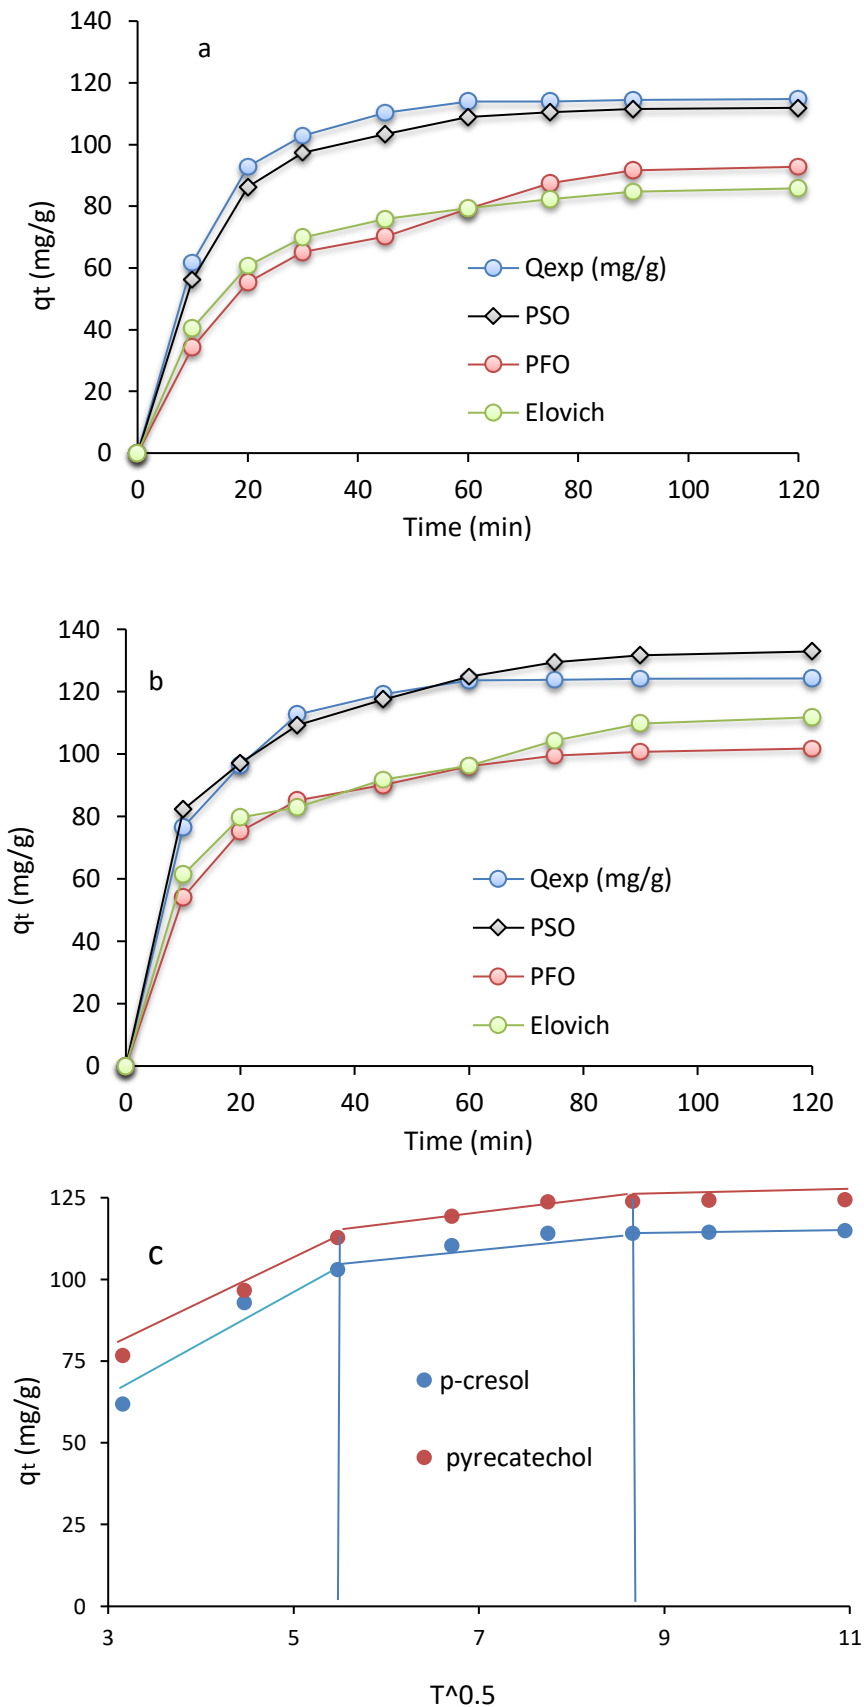 a
140
120
100
80
60
40
20
0
qt (mg/g)
Qexp (mg/g)
PSO
PFO
Elovich
0 20 40 60 80 100 120
Time (min)
b
140
120
100
80
60
40
20
0
qt (mg/g)
Qexp (mg/g)
PSO
PFO
Elovich
0 20 40 60 80 100 120
Time (min)
c
125
100
75
50
25
0
qt (mg/g)
p-cresol
pyrecatechol
3 5 7 9 11
T^0.5